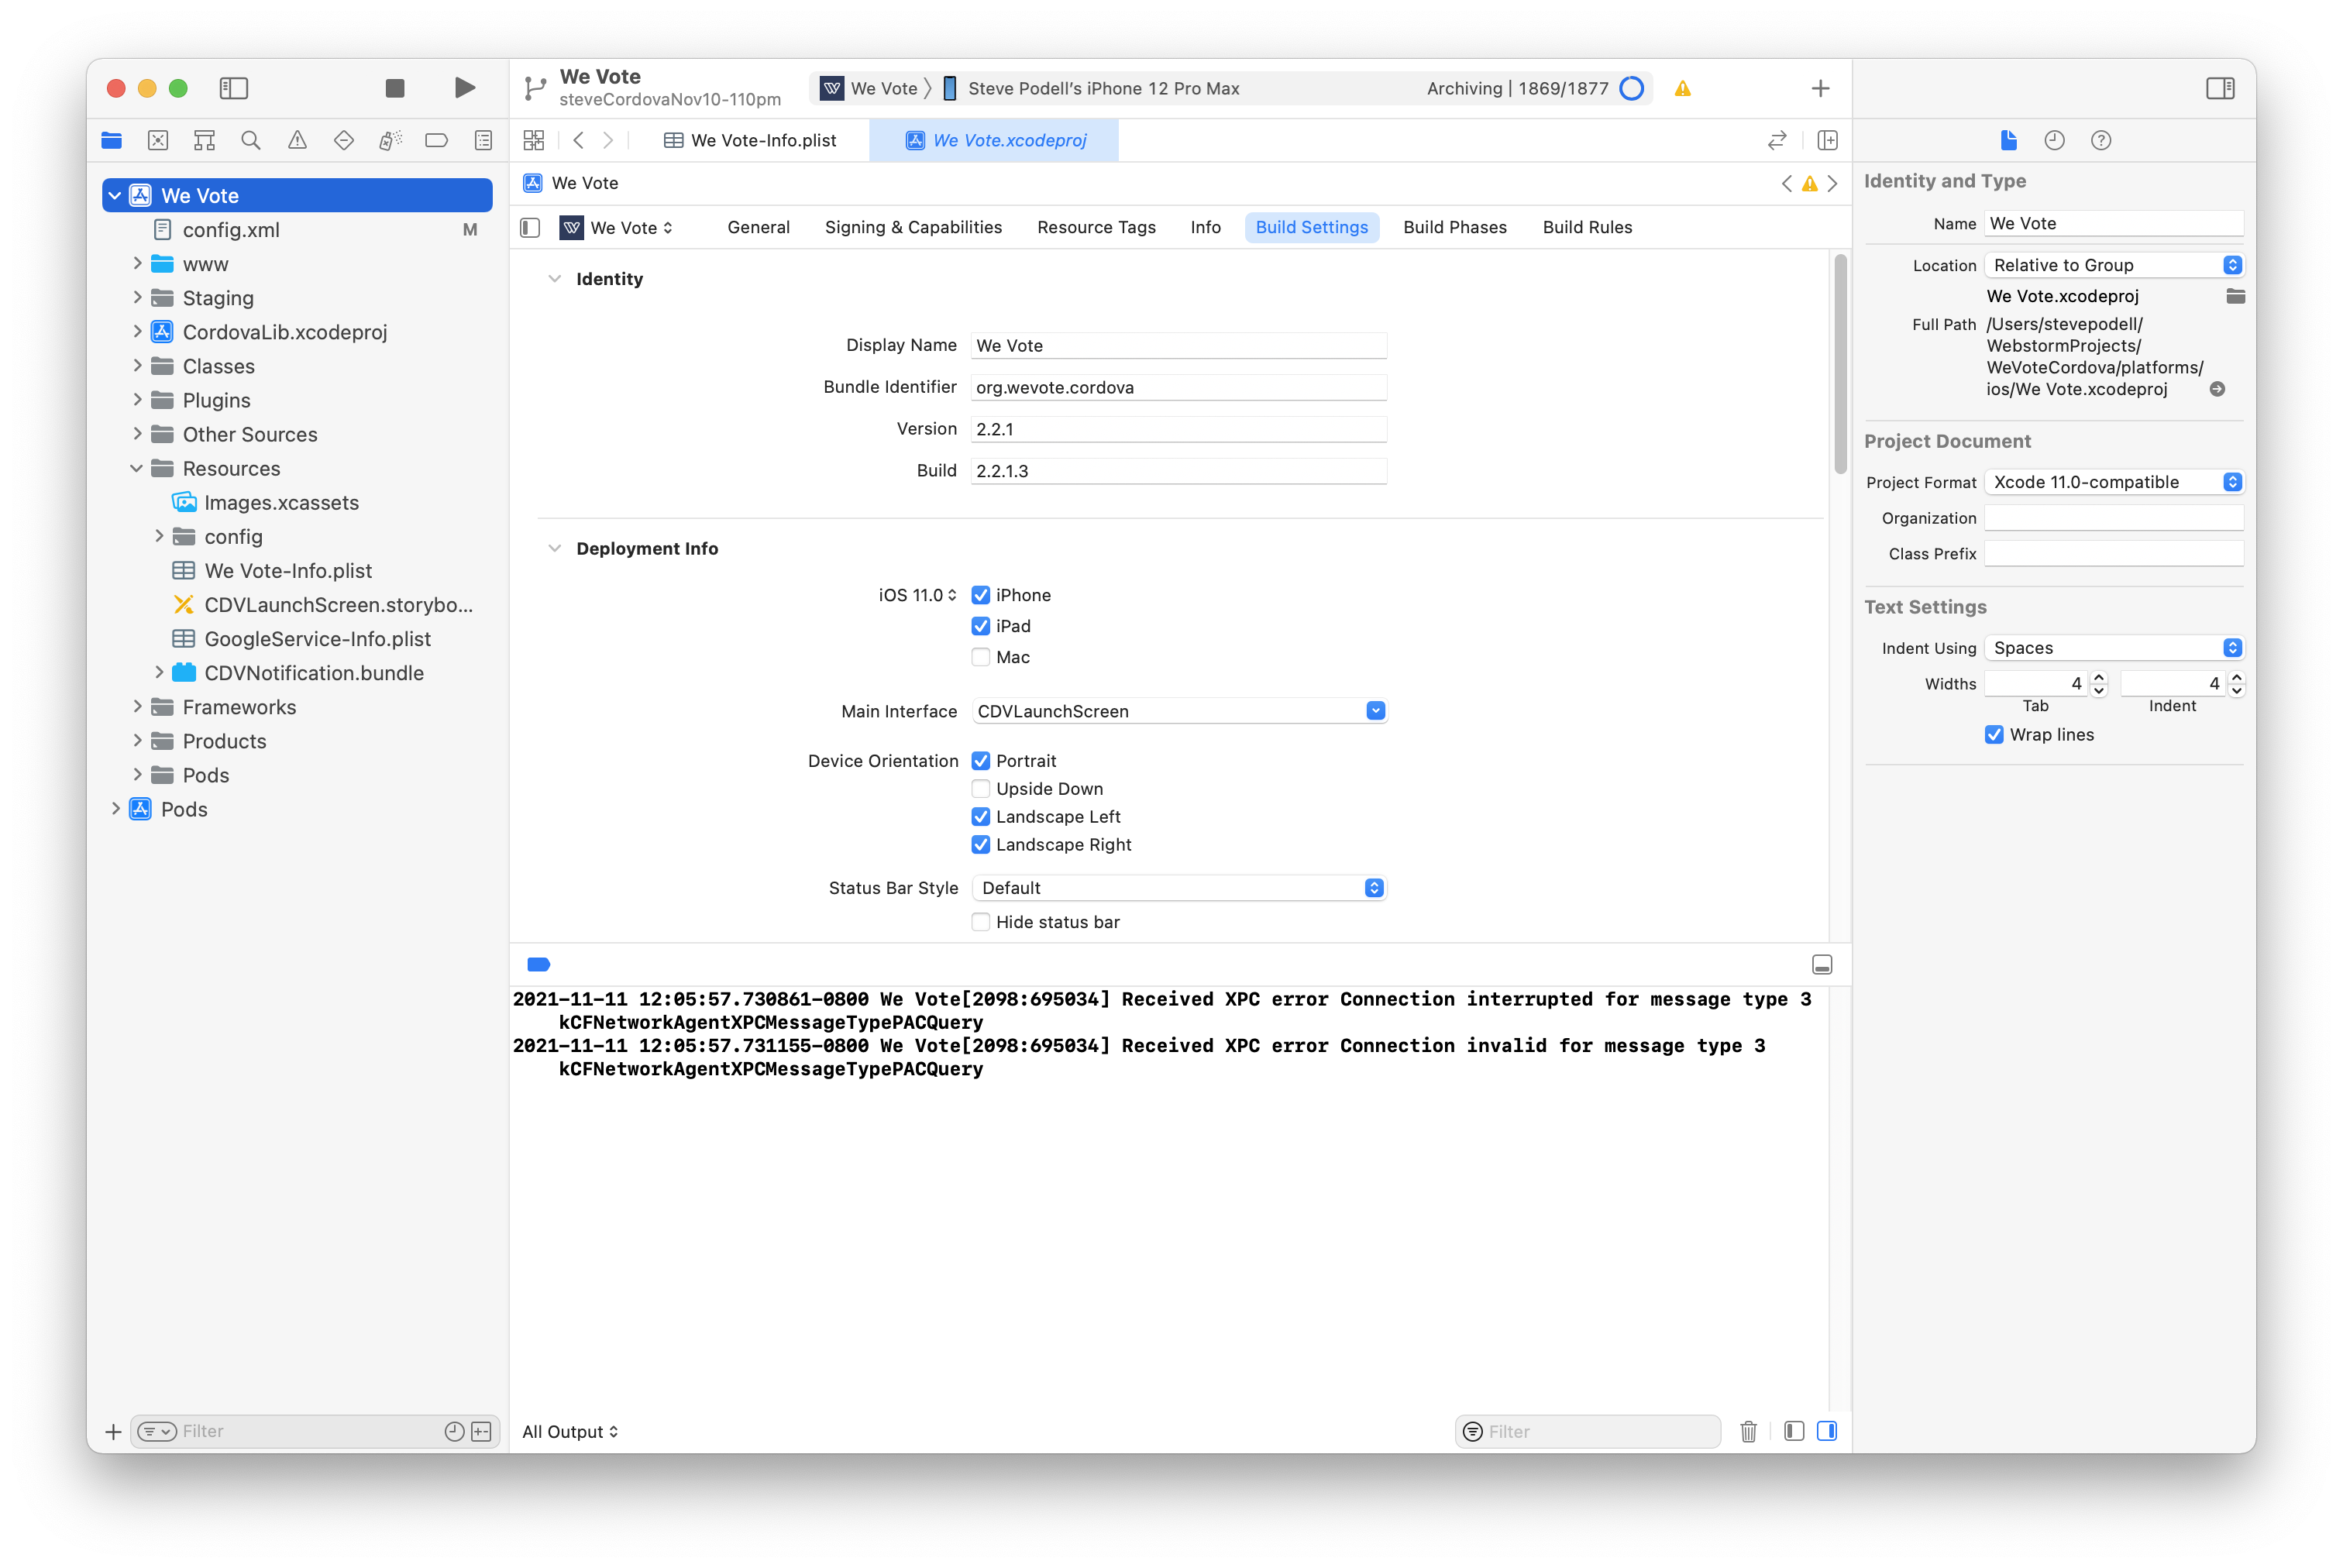 We Vote
steveCordovaNov10-110pm
We Vote
Steve Podell's iPhone 12 Pro Max
Archiving | 1869/1877
We Vote-Info.plist
We Vote.xcodeproj
We Vote
config.xml
M
www
Staging
CordovaLib.xcodeproj
Classes
Plugins
Other Sources
Resources
Images.xcassets
config
We Vote-Info.plist
CDVLaunchScreen.storybo...
GoogleService-Info.plist
CDVNotification.bundle
Frameworks
Products
Pods
Pods
Filter
We Vote
We Vote
General
Signing & Capabilities
Resource Tags
Info
Build Settings
Build Phases
Build Rules
Identity
Display Name
We Vote
Bundle Identifier
org.wevote.cordova
Version
2.2.1
Build
2.2.1.3
Deployment Info
iOS 11.0
iPhone
iPad
Mac
Main Interface
CDVLaunchScreen
Device Orientation
Portrait
Upside Down
Landscape Left
Landscape Right
Status Bar Style
Default
Hide status bar
2021-11-11 12:05:57.730861-0800 We Vote[2098:695034] Received XPC error Connection interrupted for message type 3
kCFNetworkAgentXPCMessageTypePACQuery
2021-11-11 12:05:57.731155-0800 We Vote[2098:695034] Received XPC error Connection invalid for message type 3
kCFNetworkAgentXPCMessageTypePACQuery
All Output
Filter
Identity and Type
Name
We Vote
Location
Relative to Group
We Vote.xcodeproj
Full Path
/Users/stevepodell/
WebstormProjects/
WeVoteCordova/platforms/
ios/We Vote.xcodeproj
Project Document
Project Format
Xcode 11.0-compatible
Organization
Class Prefix
Text Settings
Indent Using
Spaces
Widths
4
4
Tab
Indent
Wrap lines